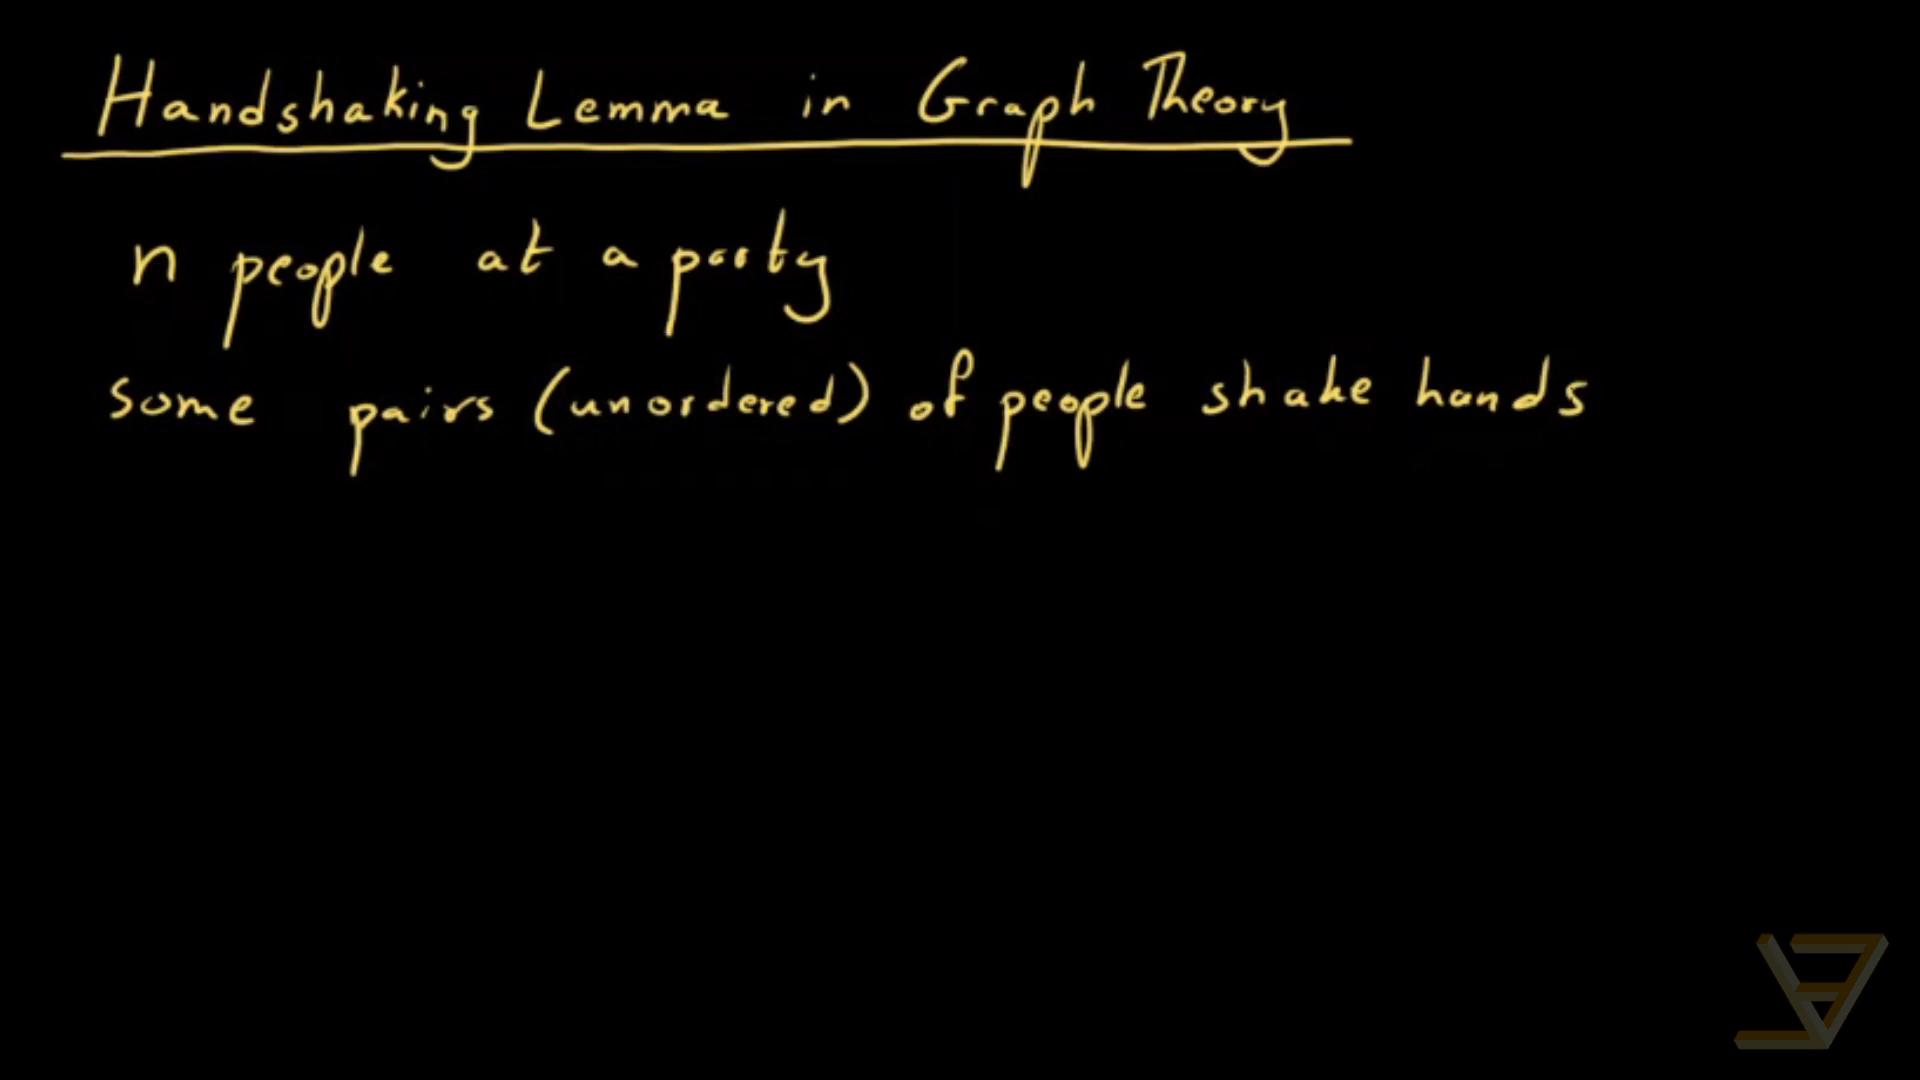 Handshaking Lemma in Graph Theory
n people at a party
some pairs (unordered) of people shake hands